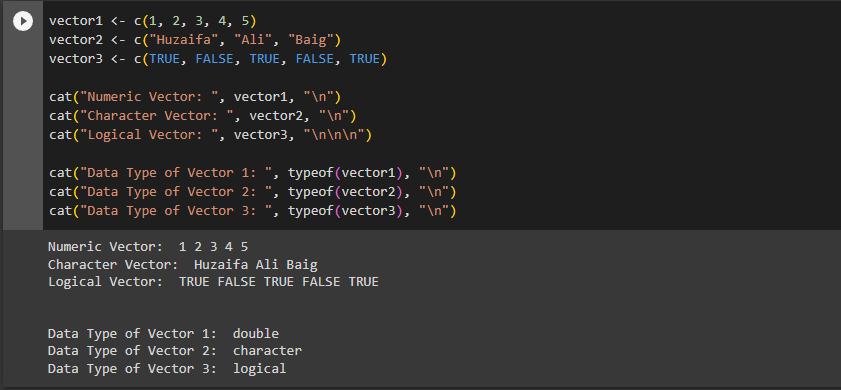 vector1 <- c(1, 2, 3, 4, 5)
vector2 <- c("Huzaifa", "Ali", "Baig")
vector3 <- c(TRUE, FALSE, TRUE, FALSE, TRUE)
cat("Numeric Vector: ", vector1, "\n")
cat("Character Vector: ", vector2, "\n")
cat("Logical Vector: ", vector3, "\n\n\n")
cat("Data Type of Vector 1: ", typeof(vector1), "\n")
cat("Data Type of Vector 2: ", typeof(vector2), "\n")
cat("Data Type of Vector 3: ", typeof(vector3), "\n")
Numeric Vector:  1 2 3 4 5
Character Vector:  Huzaifa Ali Baig
Logical Vector:  TRUE FALSE TRUE FALSE TRUE
Data Type of Vector 1:  double
Data Type of Vector 2:  character
Data Type of Vector 3:  logical